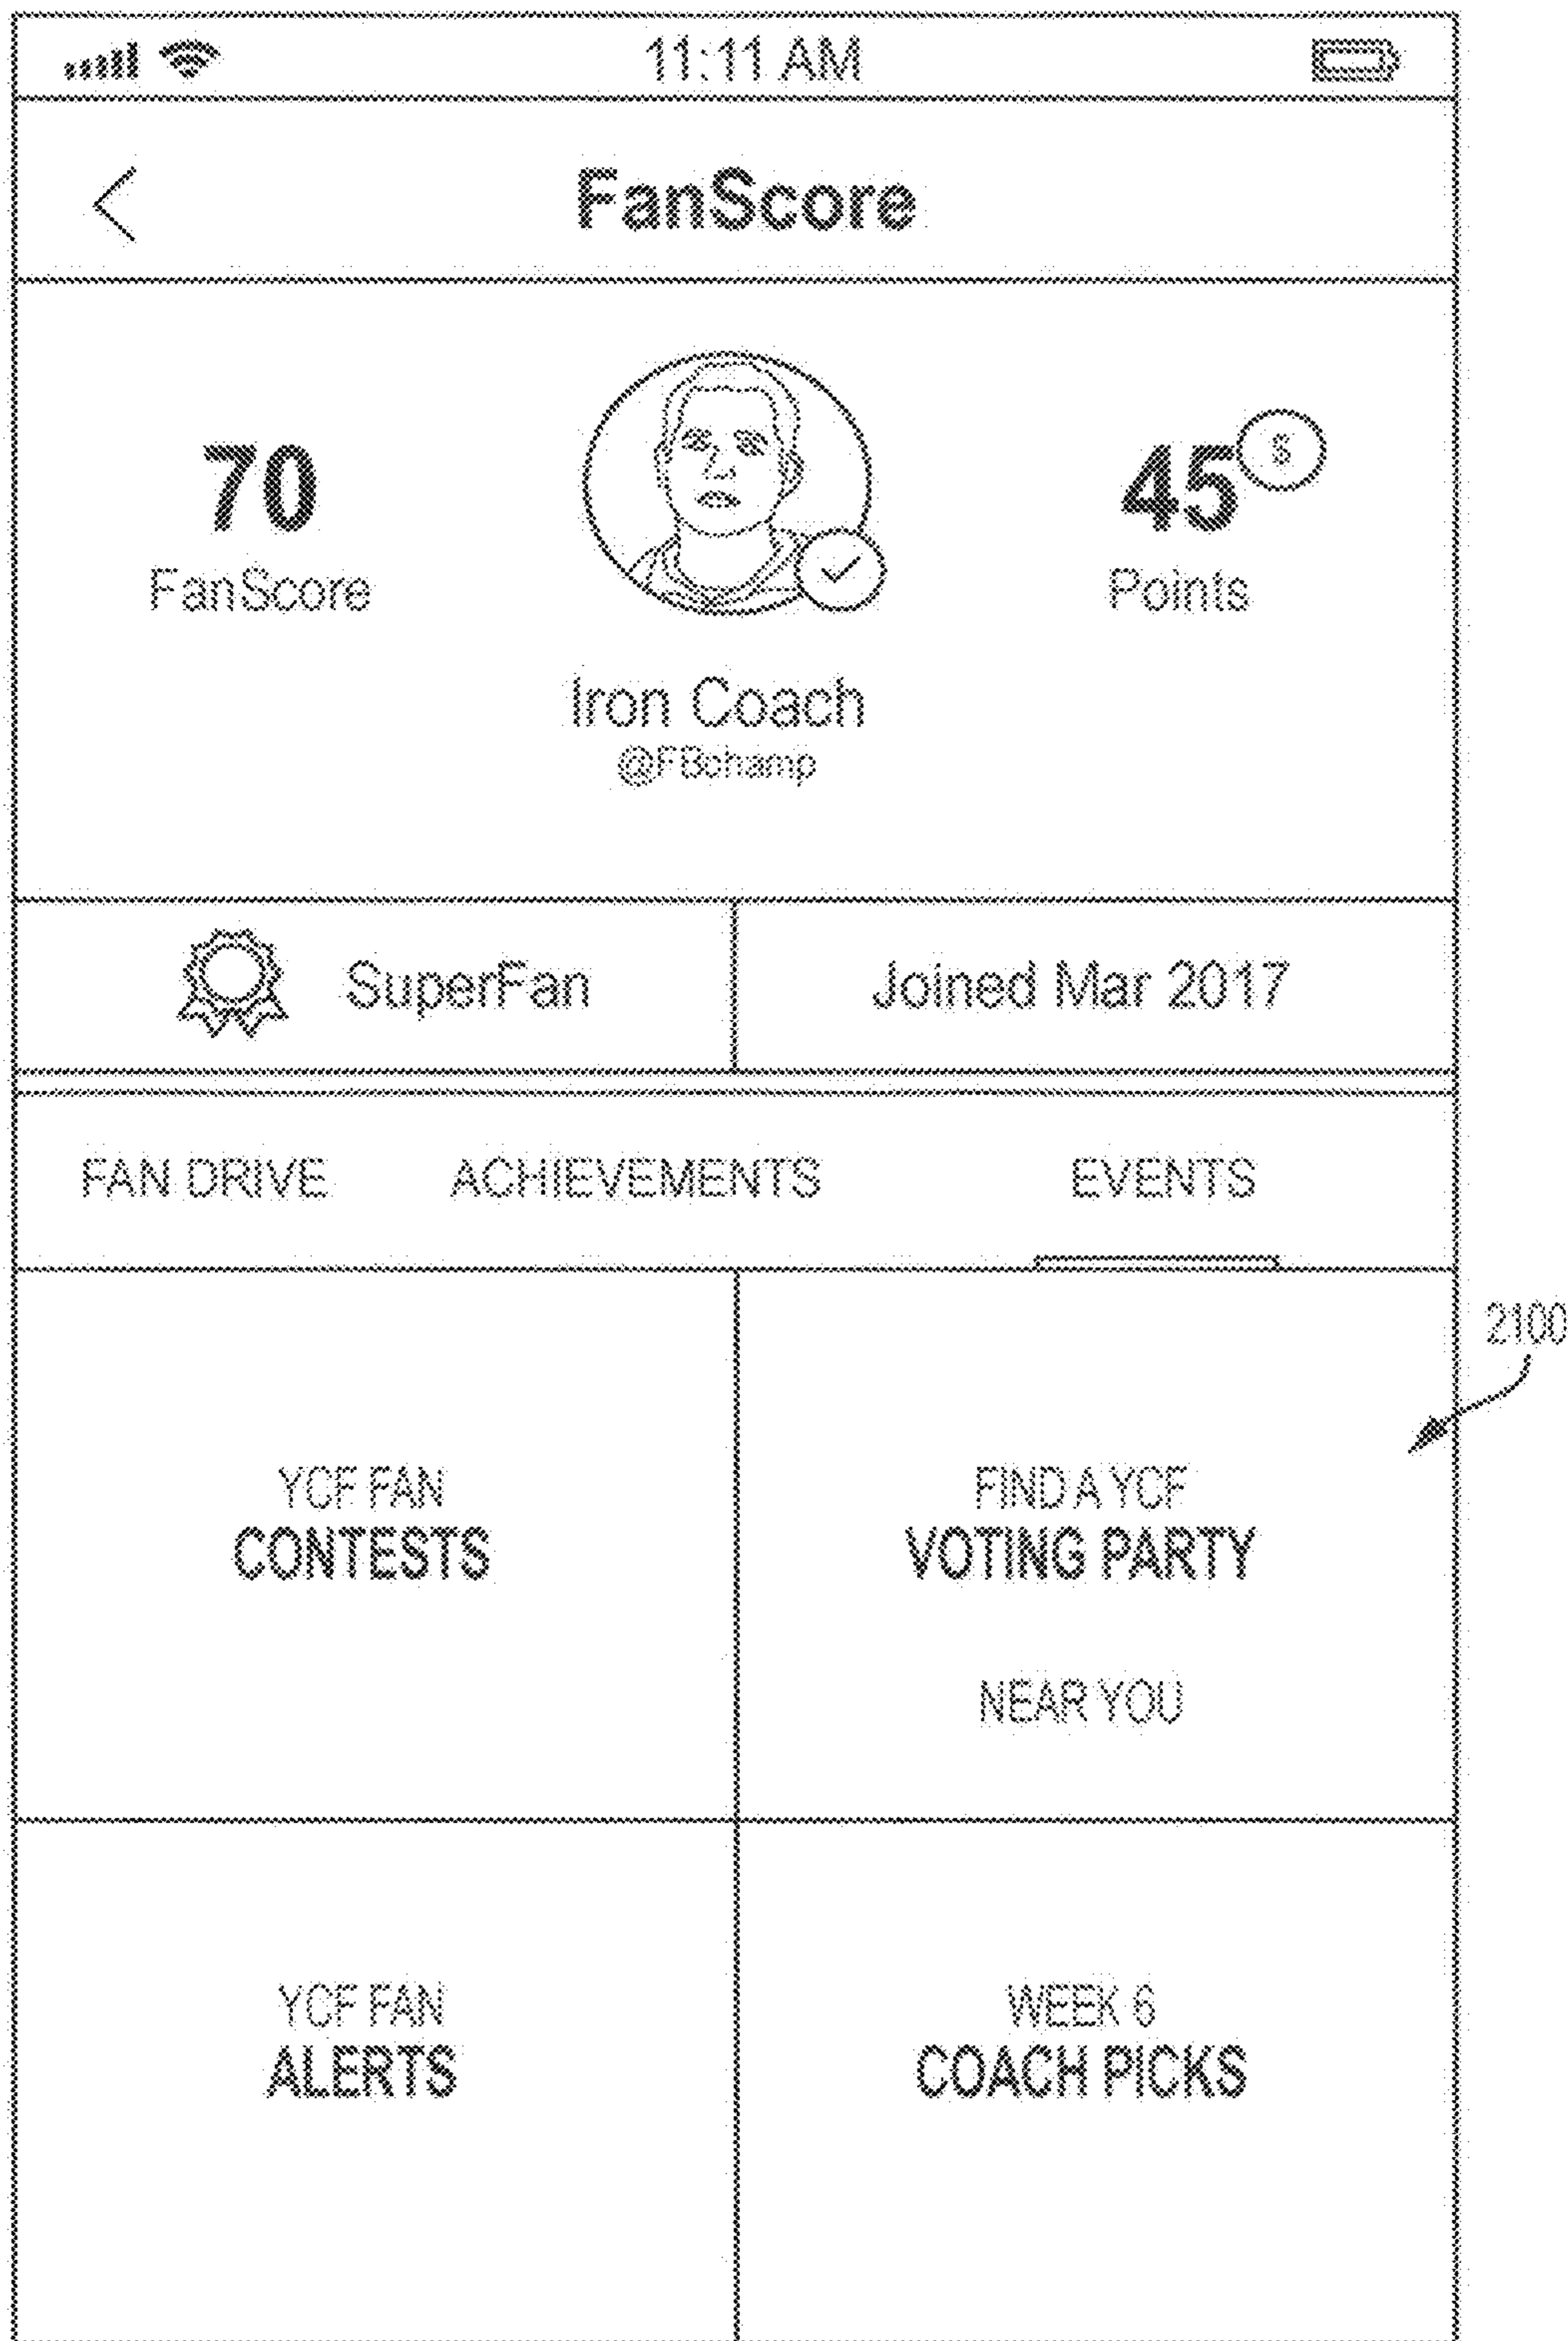 11:11 AM
<
FanScore
70
FanScore
45
$
Points
Iron Coach
@FBchamp
SuperFan
Joined Mar 2017
FAN DRIVE ACHIEVEMENTS EVENTS
2100
YCF FAN
CONTESTS
FIND A YCF
VOTING PARTY
NEAR YOU
YCF FAN
ALERTS
WEEK 6
COACH PICKS